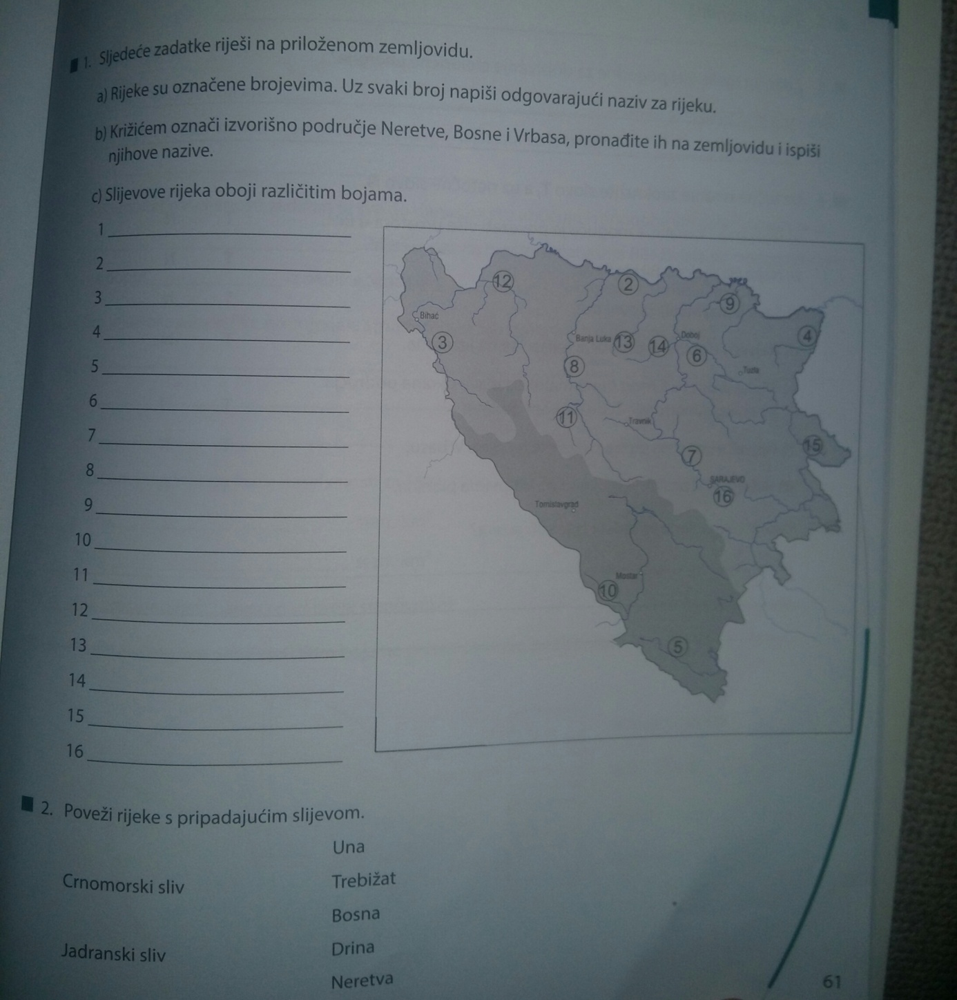 1. Sljedeće zadatke riješi na priloženom zemljovidu.
a) Rijeke su označene brojevima. Uz svaki broj napiši odgovarajući naziv za rijeku.
b) Križićem označi izvorišno područje Neretve, Bosne i Vrbasa, pronađite ih na zemljovidu i ispiši
njihove nazive.
c) Slijevove rijeka oboji različitim bojama.
1
2
3
4
5
6
7
8
9
10
11
12
13
14
15
16
12
2
9
Bihać
3
Banja Luka
13
14
Doboj
6
4
8
Tuzla
11
Travnik
15
7
SARAJEVO
16
Tomislavgrad
Mostar
10
5
2. Poveži rijeke s pripadajućim slijevom.
Una
Crnomorski sliv
Trebižat
Bosna
Jadranski sliv
Drina
Neretva
61